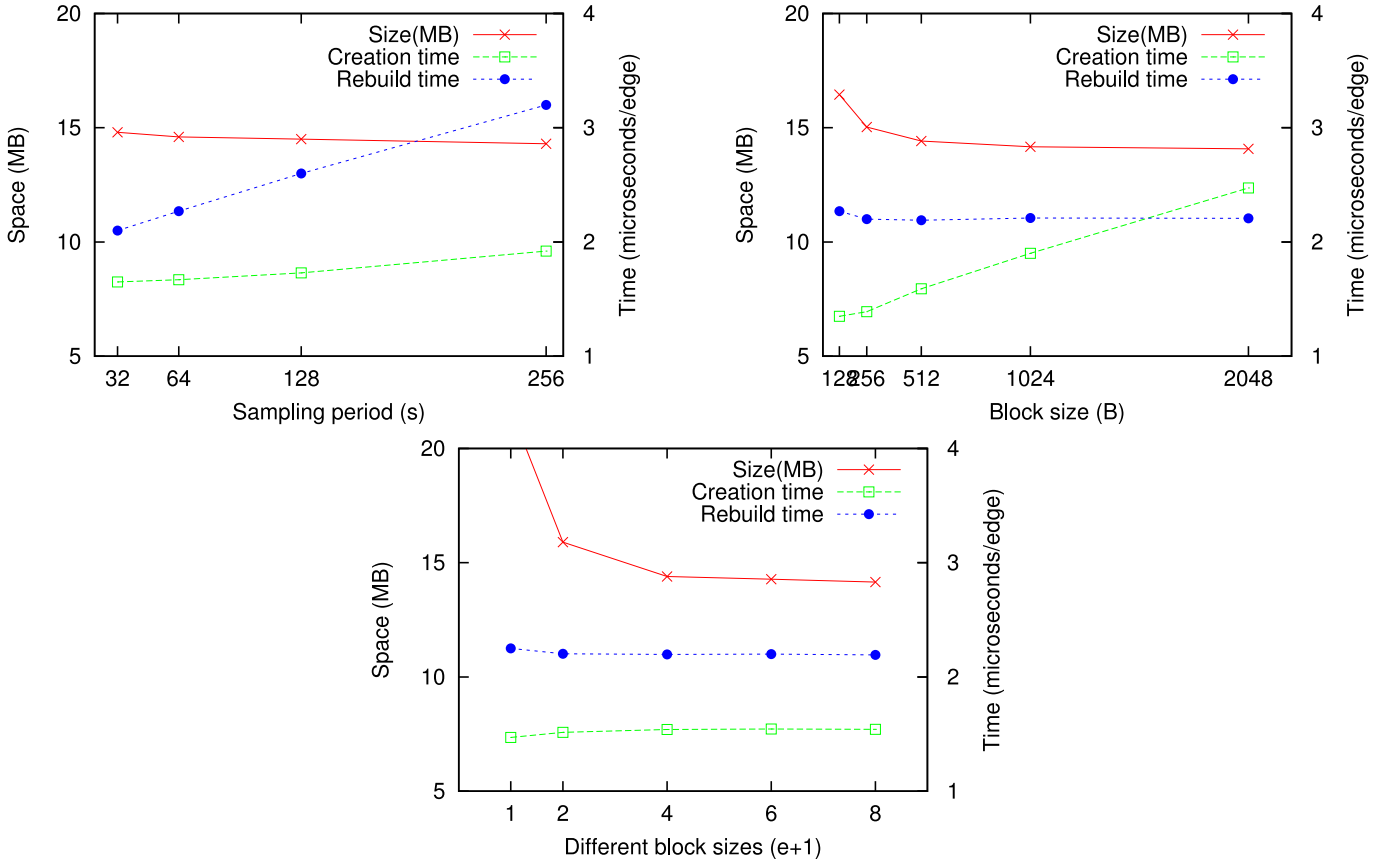 20
15
10
5
Space (MB)
Size(MB)
Creation time
Rebuild time
4
3
2
1
Time (microseconds/edge)
32 64 128 256
Sampling period (s)
20
15
10
5
Space (MB)
Size(MB)
Creation time
Rebuild time
4
3
2
1
Time (microseconds/edge)
128 256 512 1024 2048
Block size (B)
20
15
10
5
Space (MB)
Size(MB)
Creation time
Rebuild time
4
3
2
1
Time (microseconds/edge)
1 2 4 6 8
Different block sizes (e+1)